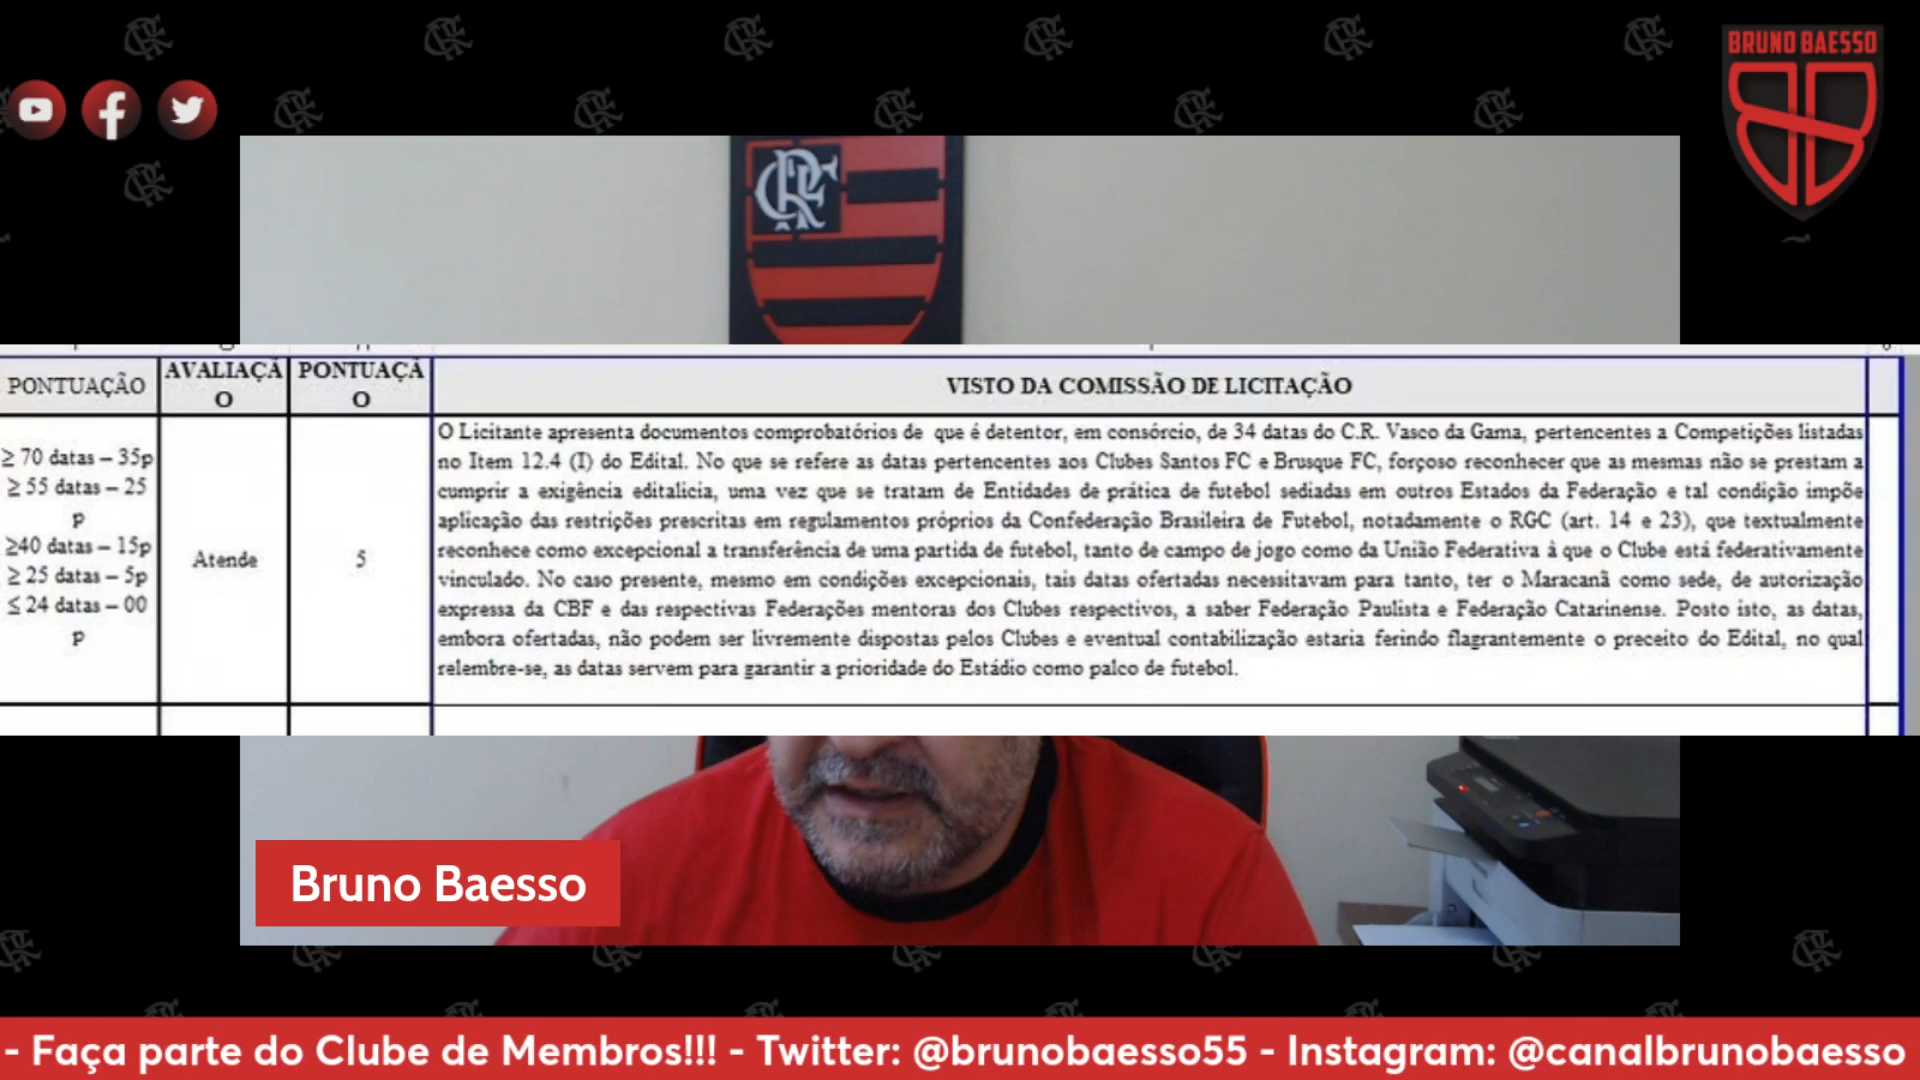 BRUNO BAESSO
PONTUAÇÃO
AVALIAÇÃ
O
PONTUAÇÃ
O
VISTO DA COMISSÃO DE LICITAÇÃO
≥ 70 datas – 35p
≥ 55 datas – 25
p
≥40 datas – 15p
≥ 25 datas – 5p
≤ 24 datas – 00
p
Atende
5
O Licitante apresenta documentos comprobatórios de que é detentor, em consórcio, de 34 datas do C.R. Vasco da Gama, pertencentes a Competições listadas
no Item 12.4 (I) do Edital. No que se refere as datas pertencentes aos Clubes Santos FC e Brusque FC, forçoso reconhecer que as mesmas não se prestam a
cumprir a exigência editalicia, uma vez que se tratam de Entidades de prática de futebol sediadas em outros Estados da Federação e tal condição impõe
aplicação das restrições prescritas em regulamentos próprios da Confederação Brasileira de Futebol, notadamente o RGC (art. 14 e 23), que textualmente
reconhece como excepcional a transferência de uma partida de futebol, tanto de campo de jogo como da União Federativa à que o Clube está federativamente
vinculado. No caso presente, mesmo em condições excepcionais, tais datas ofertadas necessitavam para tanto, ter o Maracanã como sede, de autorização
expressa da CBF e das respectivas Federações mentoras dos Clubes respectivos, a saber Federação Paulista e Federação Catarinense. Posto isto, as datas,
embora ofertadas, não podem ser livremente dispostas pelos Clubes e eventual contabilização estaria ferindo flagrantemente o preceito do Edital, no qual
relembre-se, as datas servem para garantir a prioridade do Estádio como palco de futebol.
Bruno Baesso
- Faça parte do Clube de Membros!!! - Twitter: @brunobaesso55 - Instagram: @canalbrunobaesso